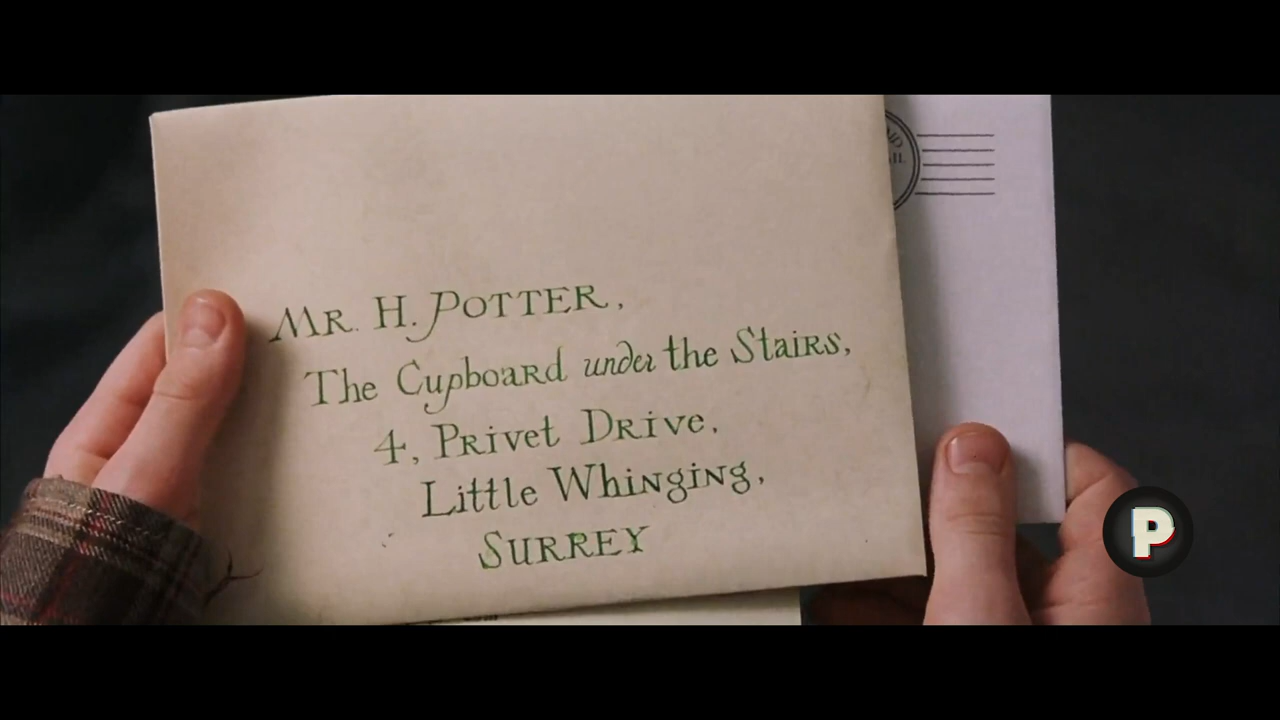 Mr. H. Potter,
The Cupboard under the Stairs,
4, Privet Drive,
Little Whinging,
Surrey
P